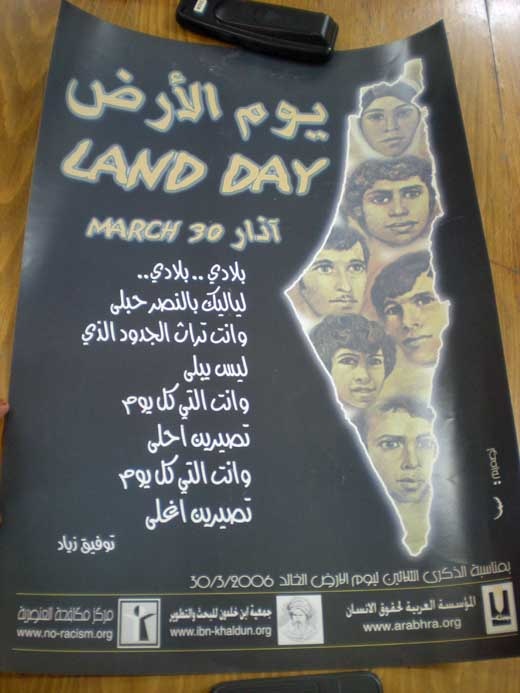 يوم الأرض
LAND DAY
MARCH 30 آذار
بلادي .. بلادي..
لياليك بالنصر حبلى
وانت تراث الجدود الذي
ليس يبلى
وانت التي كل يوم
تصيرين احلى
وانت التي كل يوم
تصيرين اغلى
توفيق زياد
بمناسبة الذكرى الثلاثين ليوم الارض الخالد 30/3/2006
المؤسسة العربية لحقوق الانسان
www.arabhra.org
جمعية ابن خلدون للبحث والتطوير
www.ibn-khaldun.org
مركز مكافحة العنصرية
www.no-racism.org